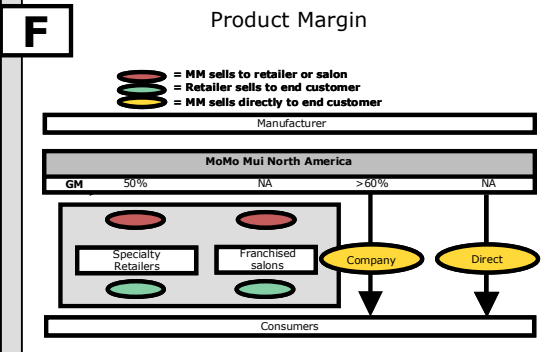 F
Product Margin
= MM sells to retailer or salon
= Retailer sells to end customer
= MM sells directly to end customer
Manufacturer
MoMo Mui North America
GM 50% NA >60% NA
Specialty
Retailers
Franchised
salons
Company
Direct
Consumers